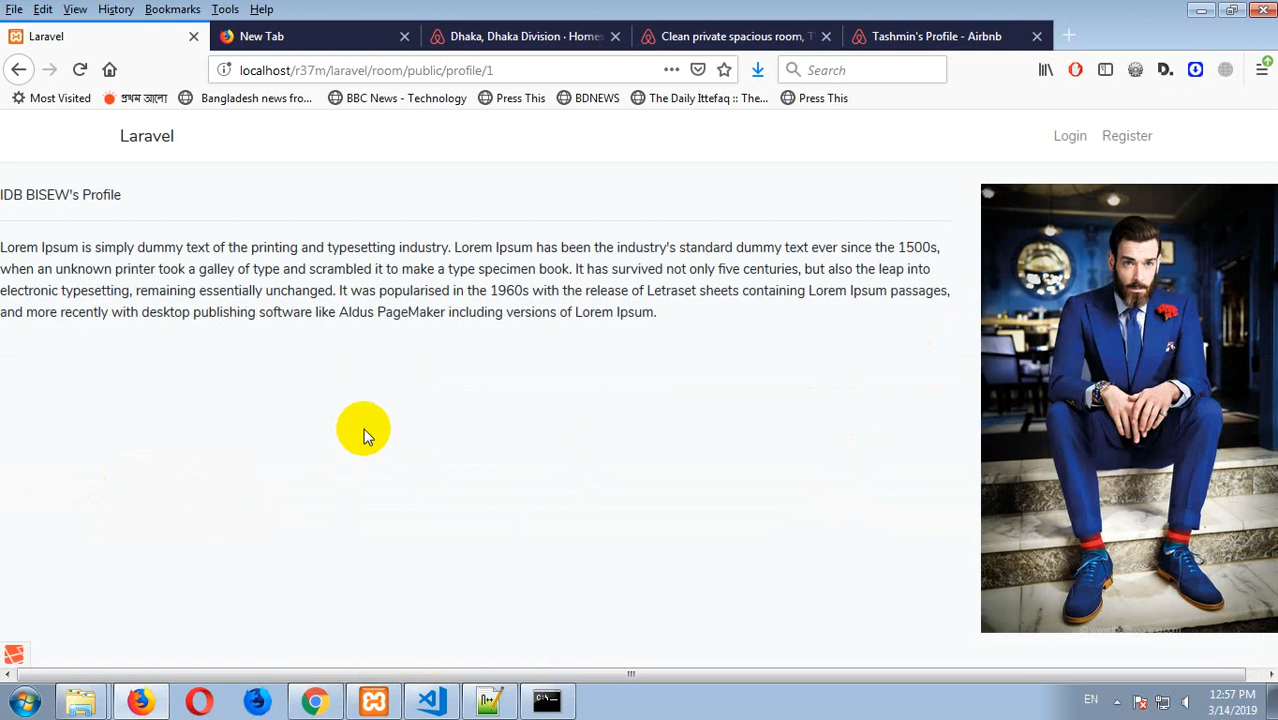 File Edit View History Bookmarks Tools Help
Laravel
New Tab
Dhaka, Dhaka Division · Homes
Clean private spacious room, T
Tashmin's Profile - Airbnb
localhost/r37m/laravel/room/public/profile/1
Search
Most Visited
প্রথম আলো
Bangladesh news fro...
BBC News - Technology
Press This
BDNEWS
The Daily Ittefaq :: The...
Press This
Laravel
Login Register
IDB BISEW's Profile
Lorem Ipsum is simply dummy text of the printing and typesetting industry. Lorem Ipsum has been the industry's standard dummy text ever since the 1500s,
when an unknown printer took a galley of type and scrambled it to make a type specimen book. It has survived not only five centuries, but also the leap into
electronic typesetting, remaining essentially unchanged. It was popularised in the 1960s with the release of Letraset sheets containing Lorem Ipsum passages,
and more recently with desktop publishing software like Aldus PageMaker including versions of Lorem Ipsum.
EN
12:57 PM
3/14/2019